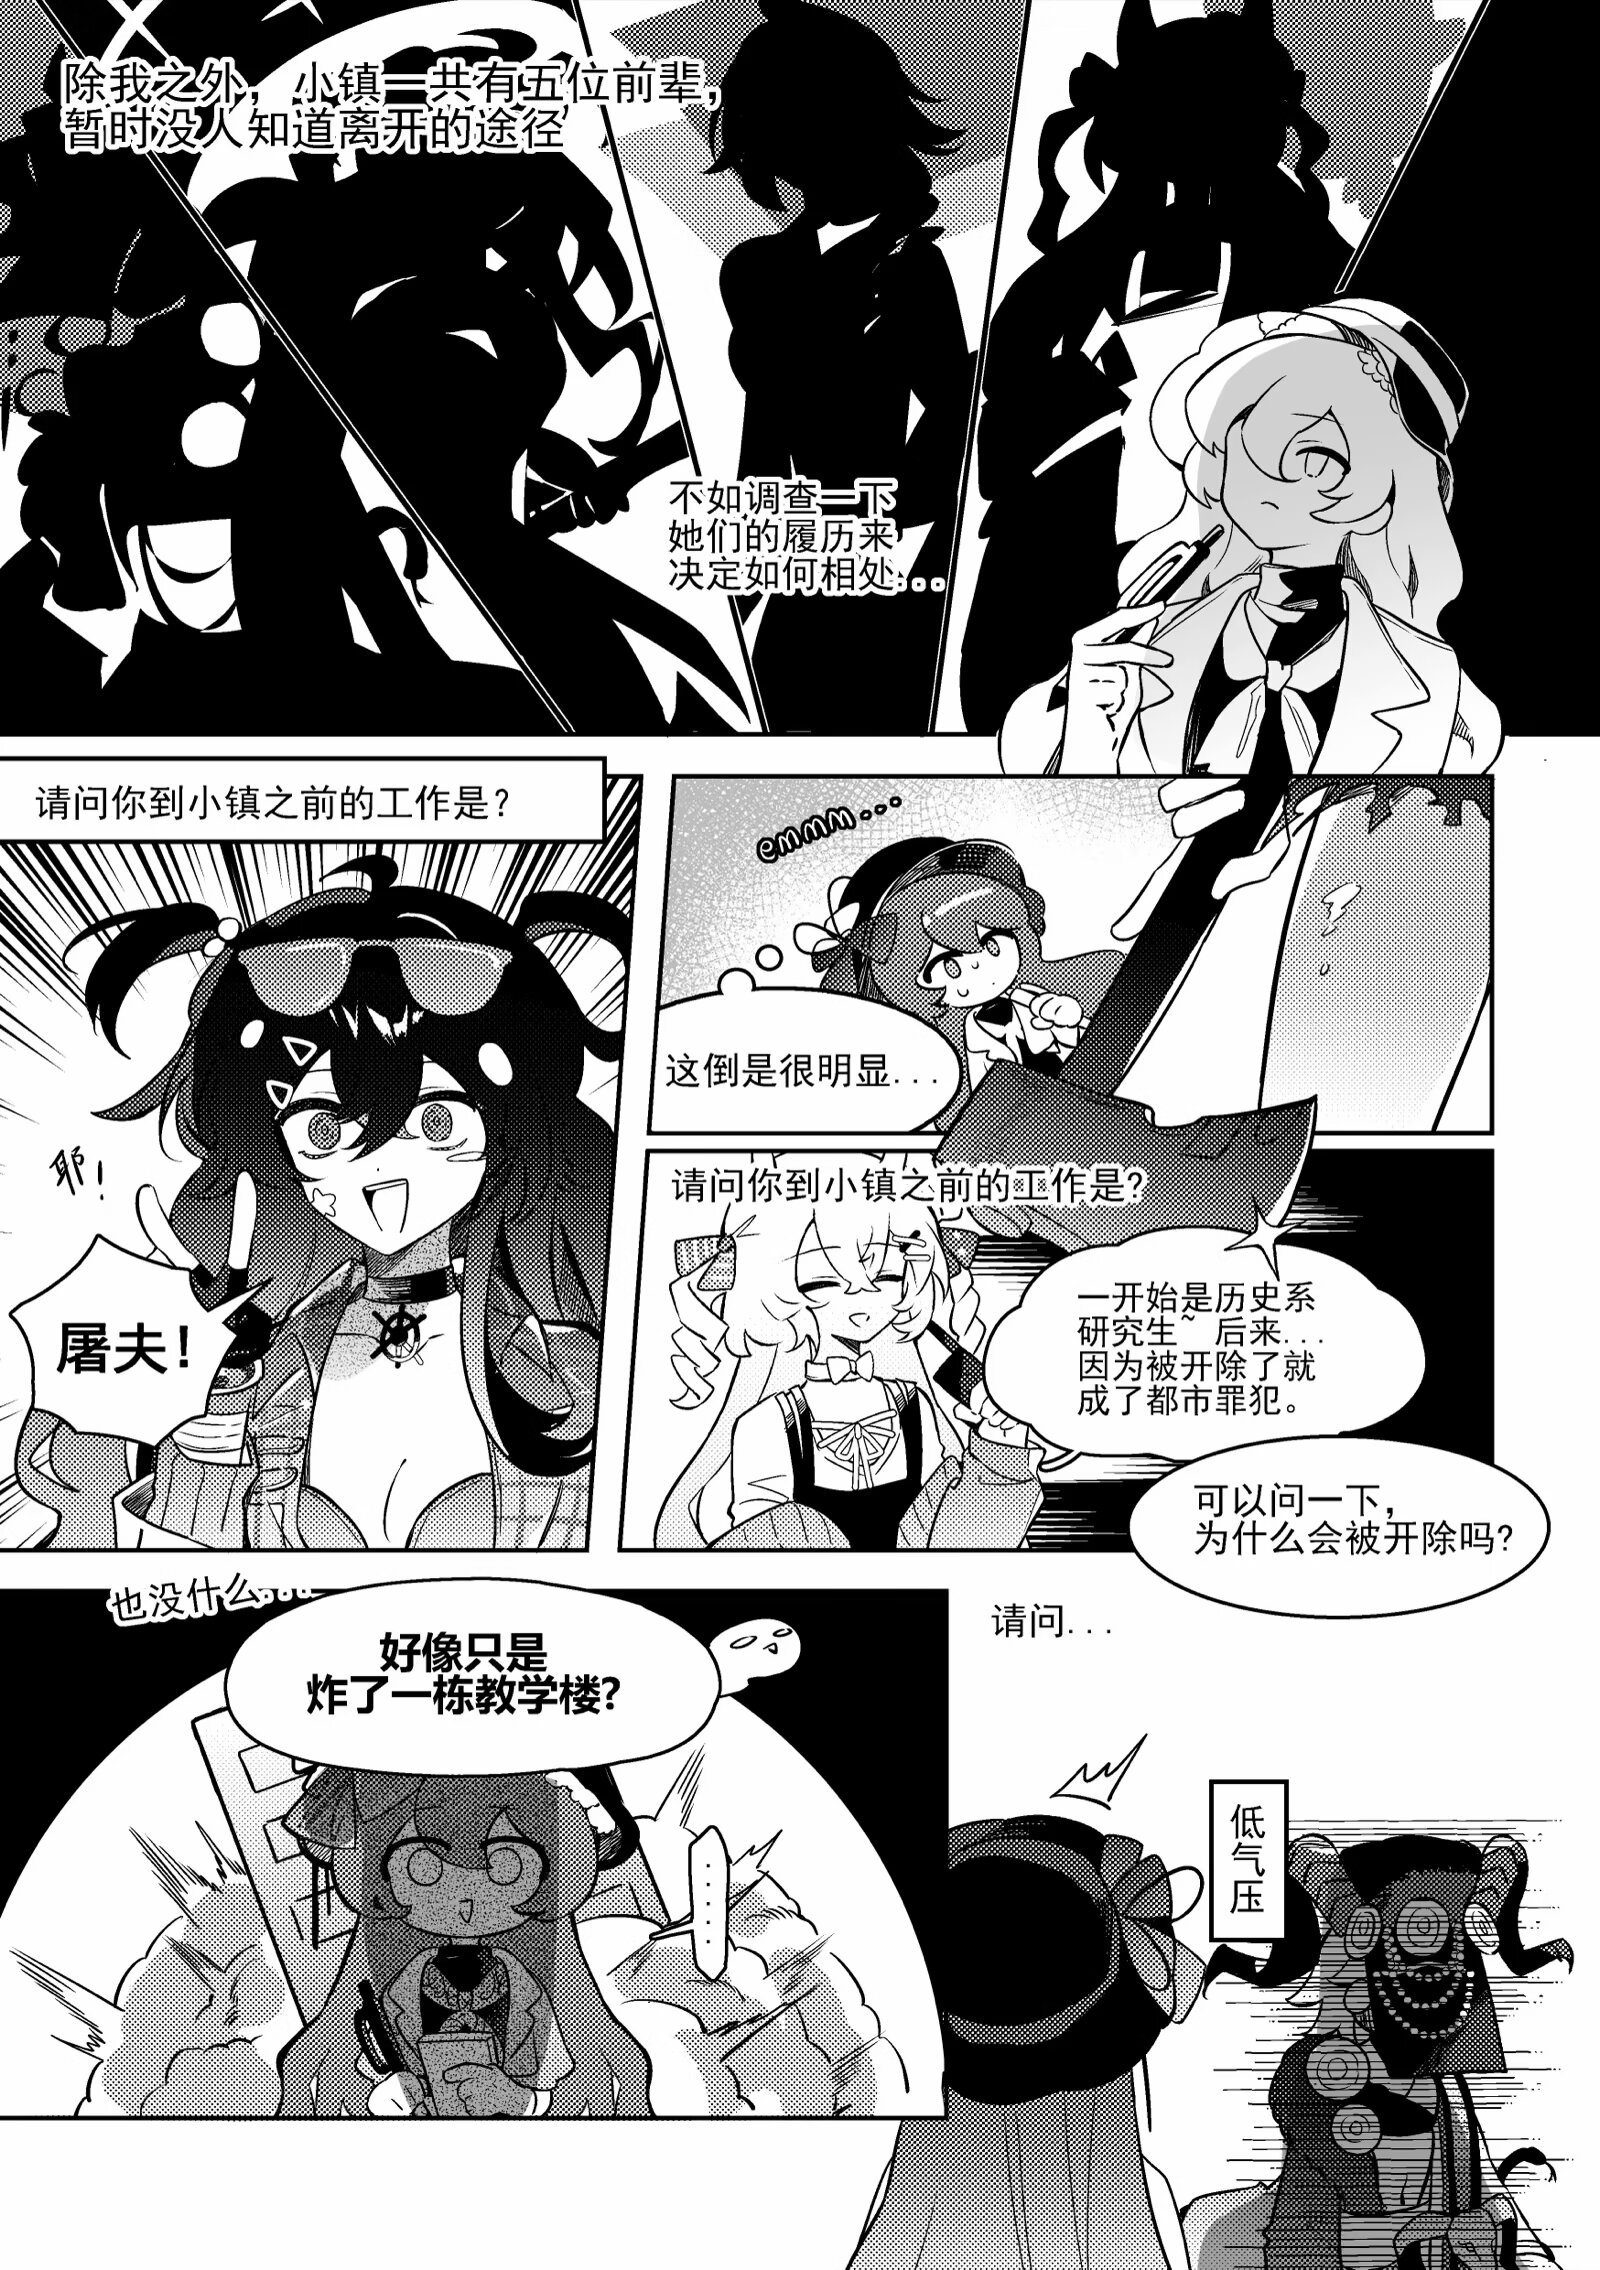 除我之外，小镇一共有五位前辈，
暂时没人知道离开的途径
不如调查一下
她们的履历来
决定如何相处...
请问你到小镇之前的工作是？
耶！
屠夫！
emmm...
这倒是很明显...
请问你到小镇之前的工作是？
一开始是历史系
研究生~ 后来...
因为被开除了就
成了都市罪犯。
可以问一下，
为什么会被开除吗?
也没什么...
好像只是
炸了一栋教学楼？
......
请问...
低气压